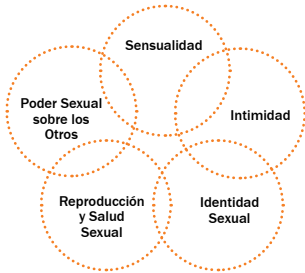 Sensualidad
Poder Sexual
sobre los
Otros
Intimidad
Reproducción
y Salud
Sexual
Identidad
Sexual